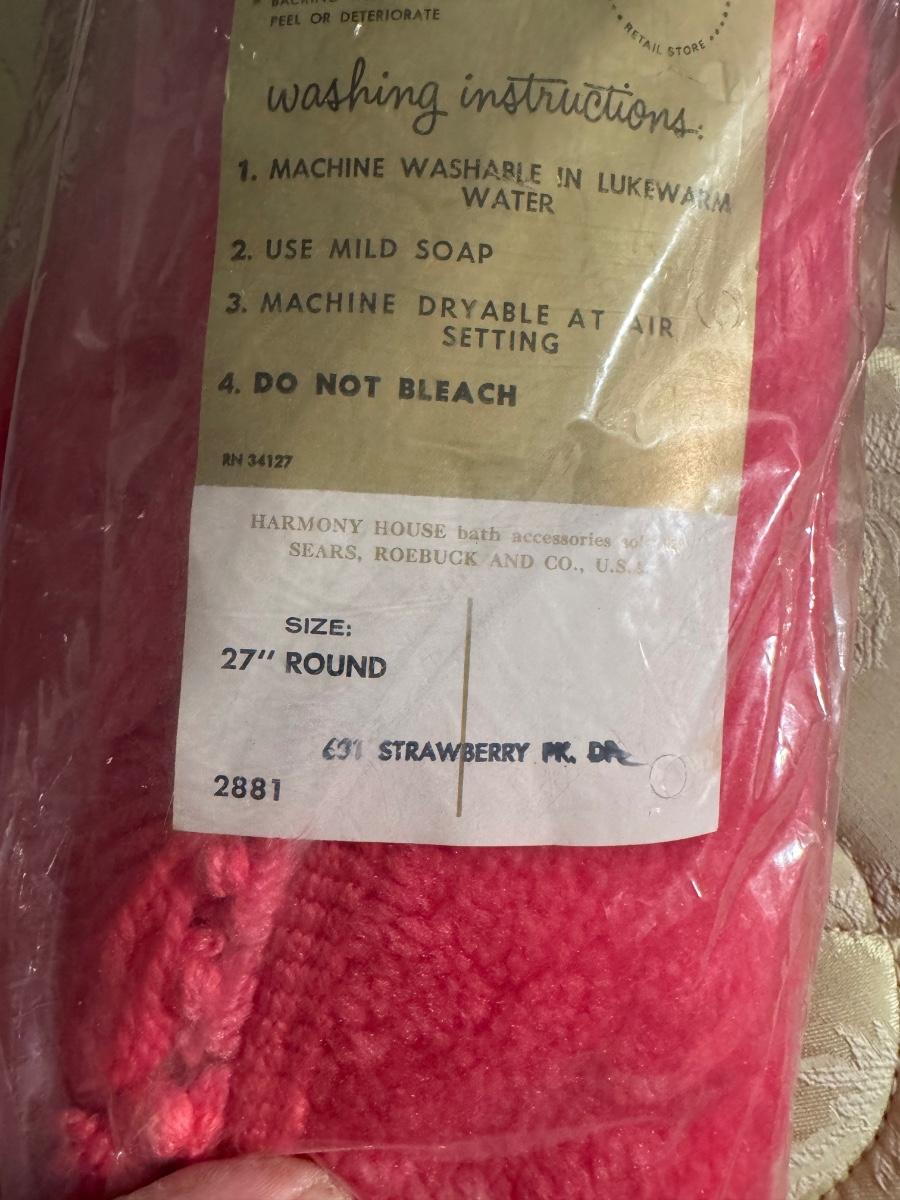 PEEL OR DETERIORATE
RETAIL STORE
washing instructions:
1. MACHINE WASHABLE IN LUKEWARM
WATER
2. USE MILD SOAP
3. MACHINE DRYABLE AT AIR
SETTING
4. DO NOT BLEACH
RN 34127
HARMONY HOUSE bath accessories
SEARS, ROEBUCK AND CO., U.S.A.
SIZE:
27" ROUND
631 STRAWBERRY PK. DR.
2881